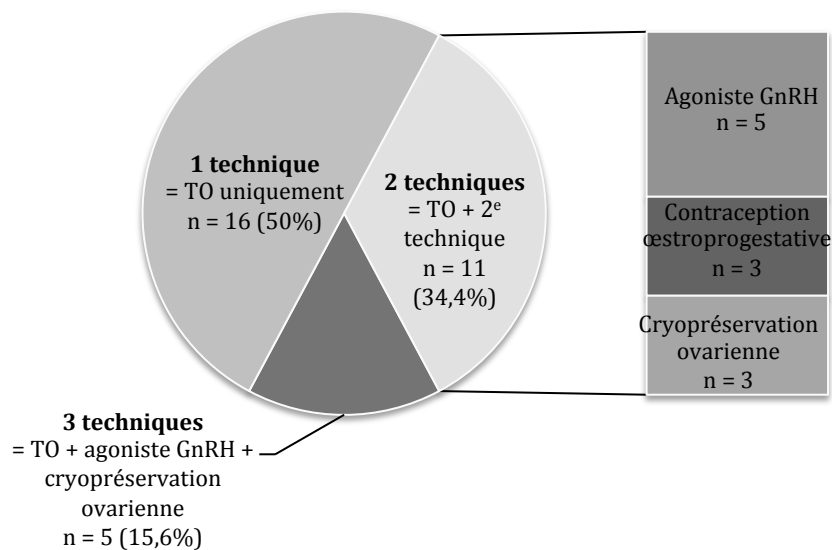 1 technique
= TO uniquement
n = 16 (50%)
2 techniques
= TO + 2ᵉ
technique
n = 11
(34,4%)
3 techniques
= TO + agoniste GnRH +
cryopréservation
ovarienne
n = 5 (15,6%)
Agoniste GnRH
n = 5
Contraception
œstroprogestative
n = 3
Cryopréservation
ovarienne
n = 3